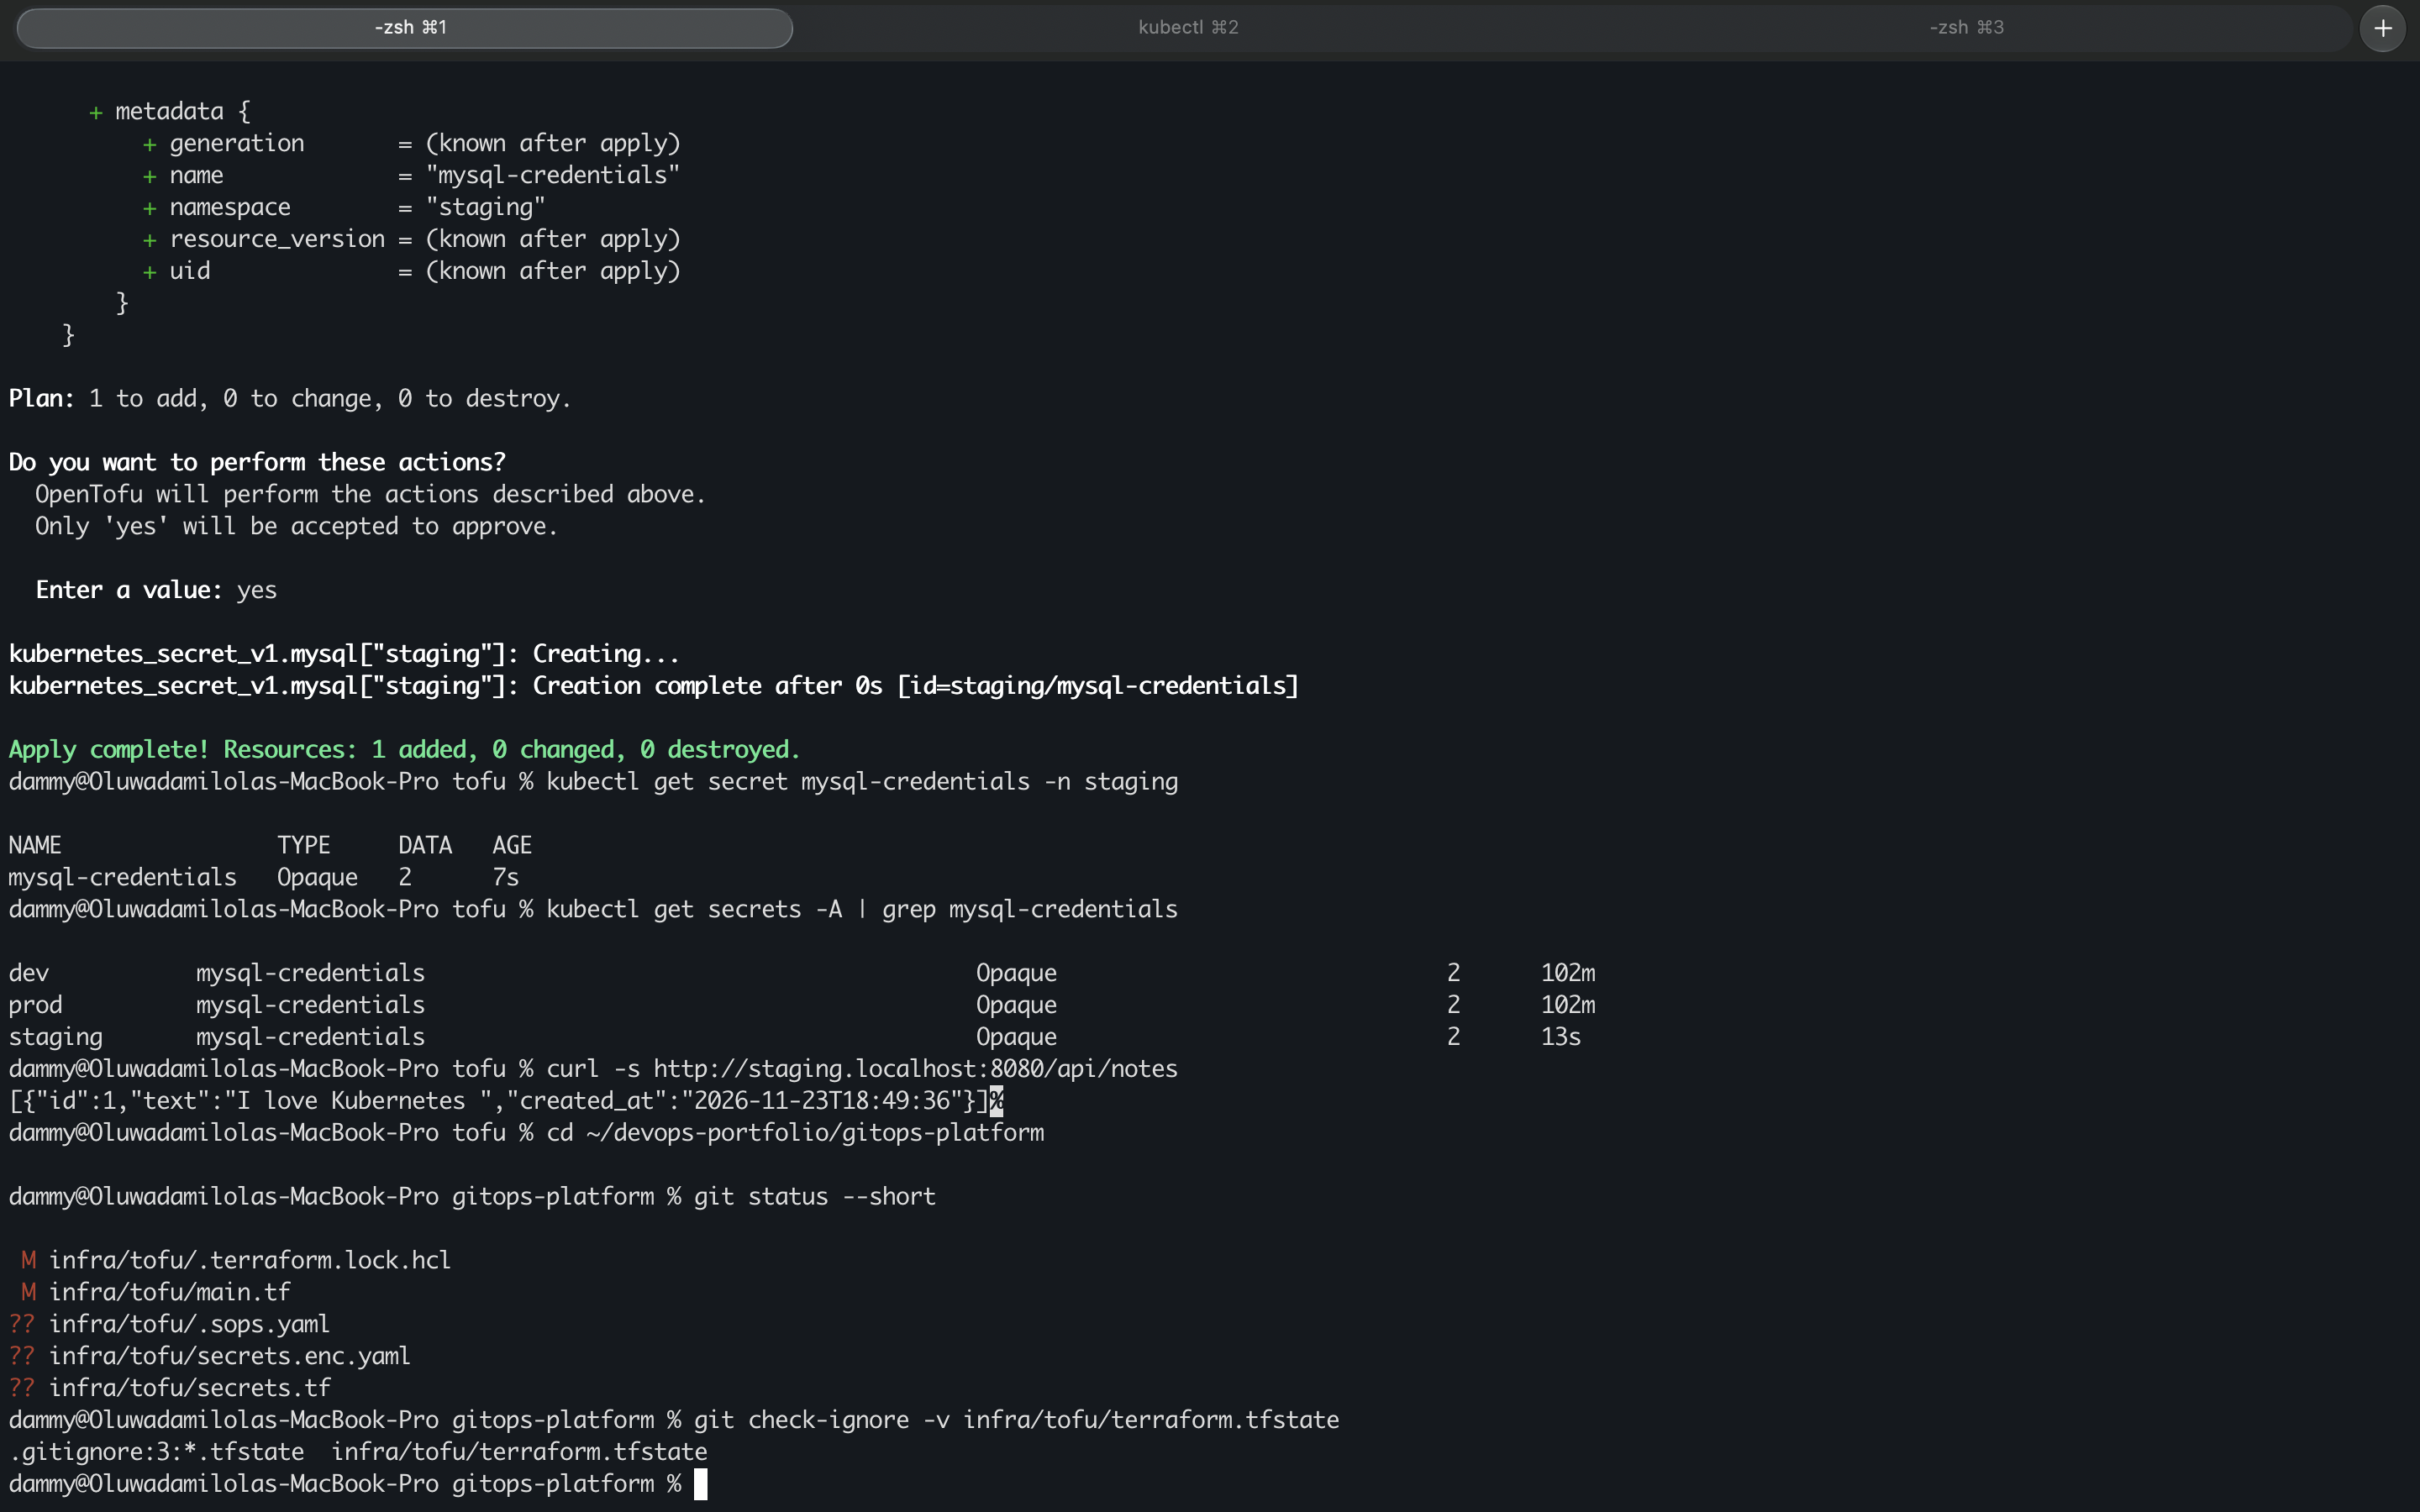 -zsh ⌘1
kubectl ⌘2
-zsh ⌘3
+
+ metadata {
+ generation = (known after apply)
+ name = "mysql-credentials"
+ namespace = "staging"
+ resource_version = (known after apply)
+ uid = (known after apply)
}
}
Plan: 1 to add, 0 to change, 0 to destroy.
Do you want to perform these actions?
OpenTofu will perform the actions described above.
Only 'yes' will be accepted to approve.
Enter a value: yes
kubernetes_secret_v1.mysql["staging"]: Creating...
kubernetes_secret_v1.mysql["staging"]: Creation complete after 0s [id=staging/mysql-credentials]
Apply complete! Resources: 1 added, 0 changed, 0 destroyed.
dammy@Oluwadamilolas-MacBook-Pro tofu % kubectl get secret mysql-credentials -n staging
NAME TYPE DATA AGE
mysql-credentials Opaque 2 7s
dammy@Oluwadamilolas-MacBook-Pro tofu % kubectl get secrets -A | grep mysql-credentials
dev mysql-credentials Opaque 2 102m
prod mysql-credentials Opaque 2 102m
staging mysql-credentials Opaque 2 13s
dammy@Oluwadamilolas-MacBook-Pro tofu % curl -s http://staging.localhost:8080/api/notes
[{"id":1,"text":"I love Kubernetes ","created_at":"2026-11-23T18:49:36"}]%
dammy@Oluwadamilolas-MacBook-Pro tofu % cd ~/devops-portfolio/gitops-platform
dammy@Oluwadamilolas-MacBook-Pro gitops-platform % git status --short
M infra/tofu/.terraform.lock.hcl
M infra/tofu/main.tf
?? infra/tofu/.sops.yaml
?? infra/tofu/secrets.enc.yaml
?? infra/tofu/secrets.tf
dammy@Oluwadamilolas-MacBook-Pro gitops-platform % git check-ignore -v infra/tofu/terraform.tfstate
.gitignore:3:*.tfstate infra/tofu/terraform.tfstate
dammy@Oluwadamilolas-MacBook-Pro gitops-platform %